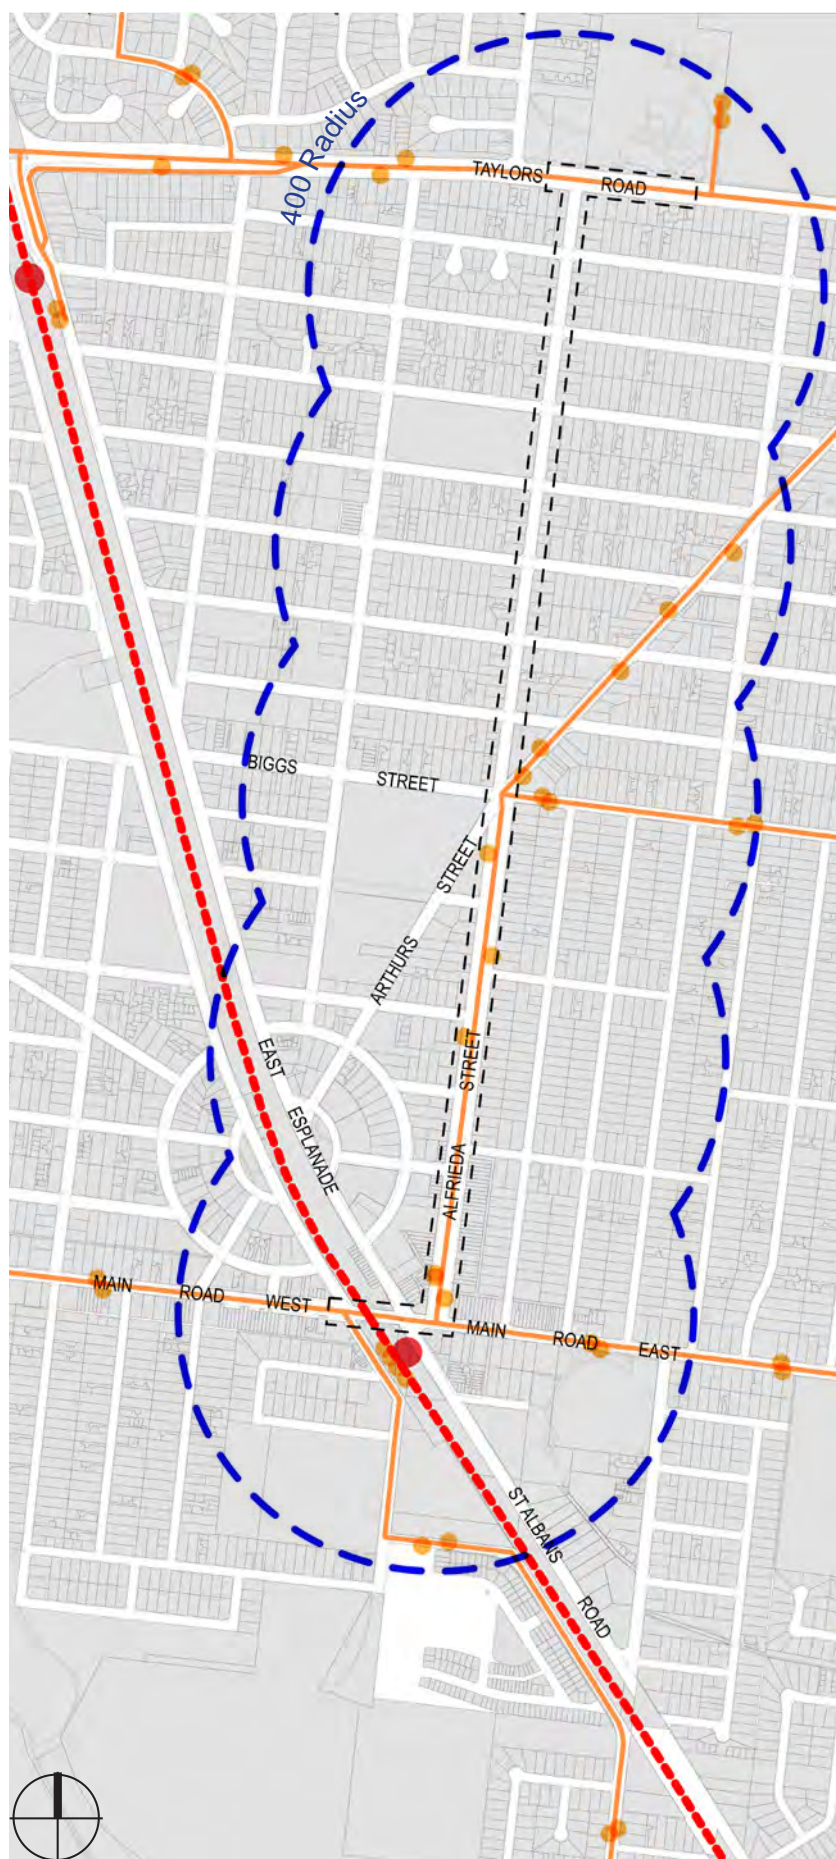 400 Radius
TAYLORS ROAD
BIGGS STREET
ARTHURS STREET
EAST ESPLANADE
ALFRIEDA STREET
MAIN ROAD WEST
MAIN ROAD EAST
ST ALBANS ROAD